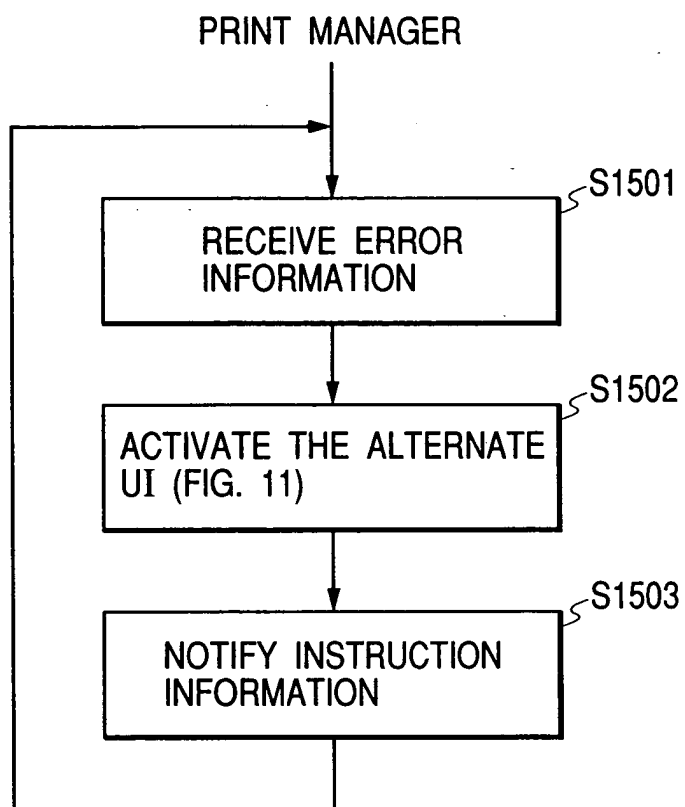 PRINT MANAGER
S1501
RECEIVE ERROR
INFORMATION
S1502
ACTIVATE THE ALTERNATE
UI (FIG. 11)
S1503
NOTIFY INSTRUCTION
INFORMATION